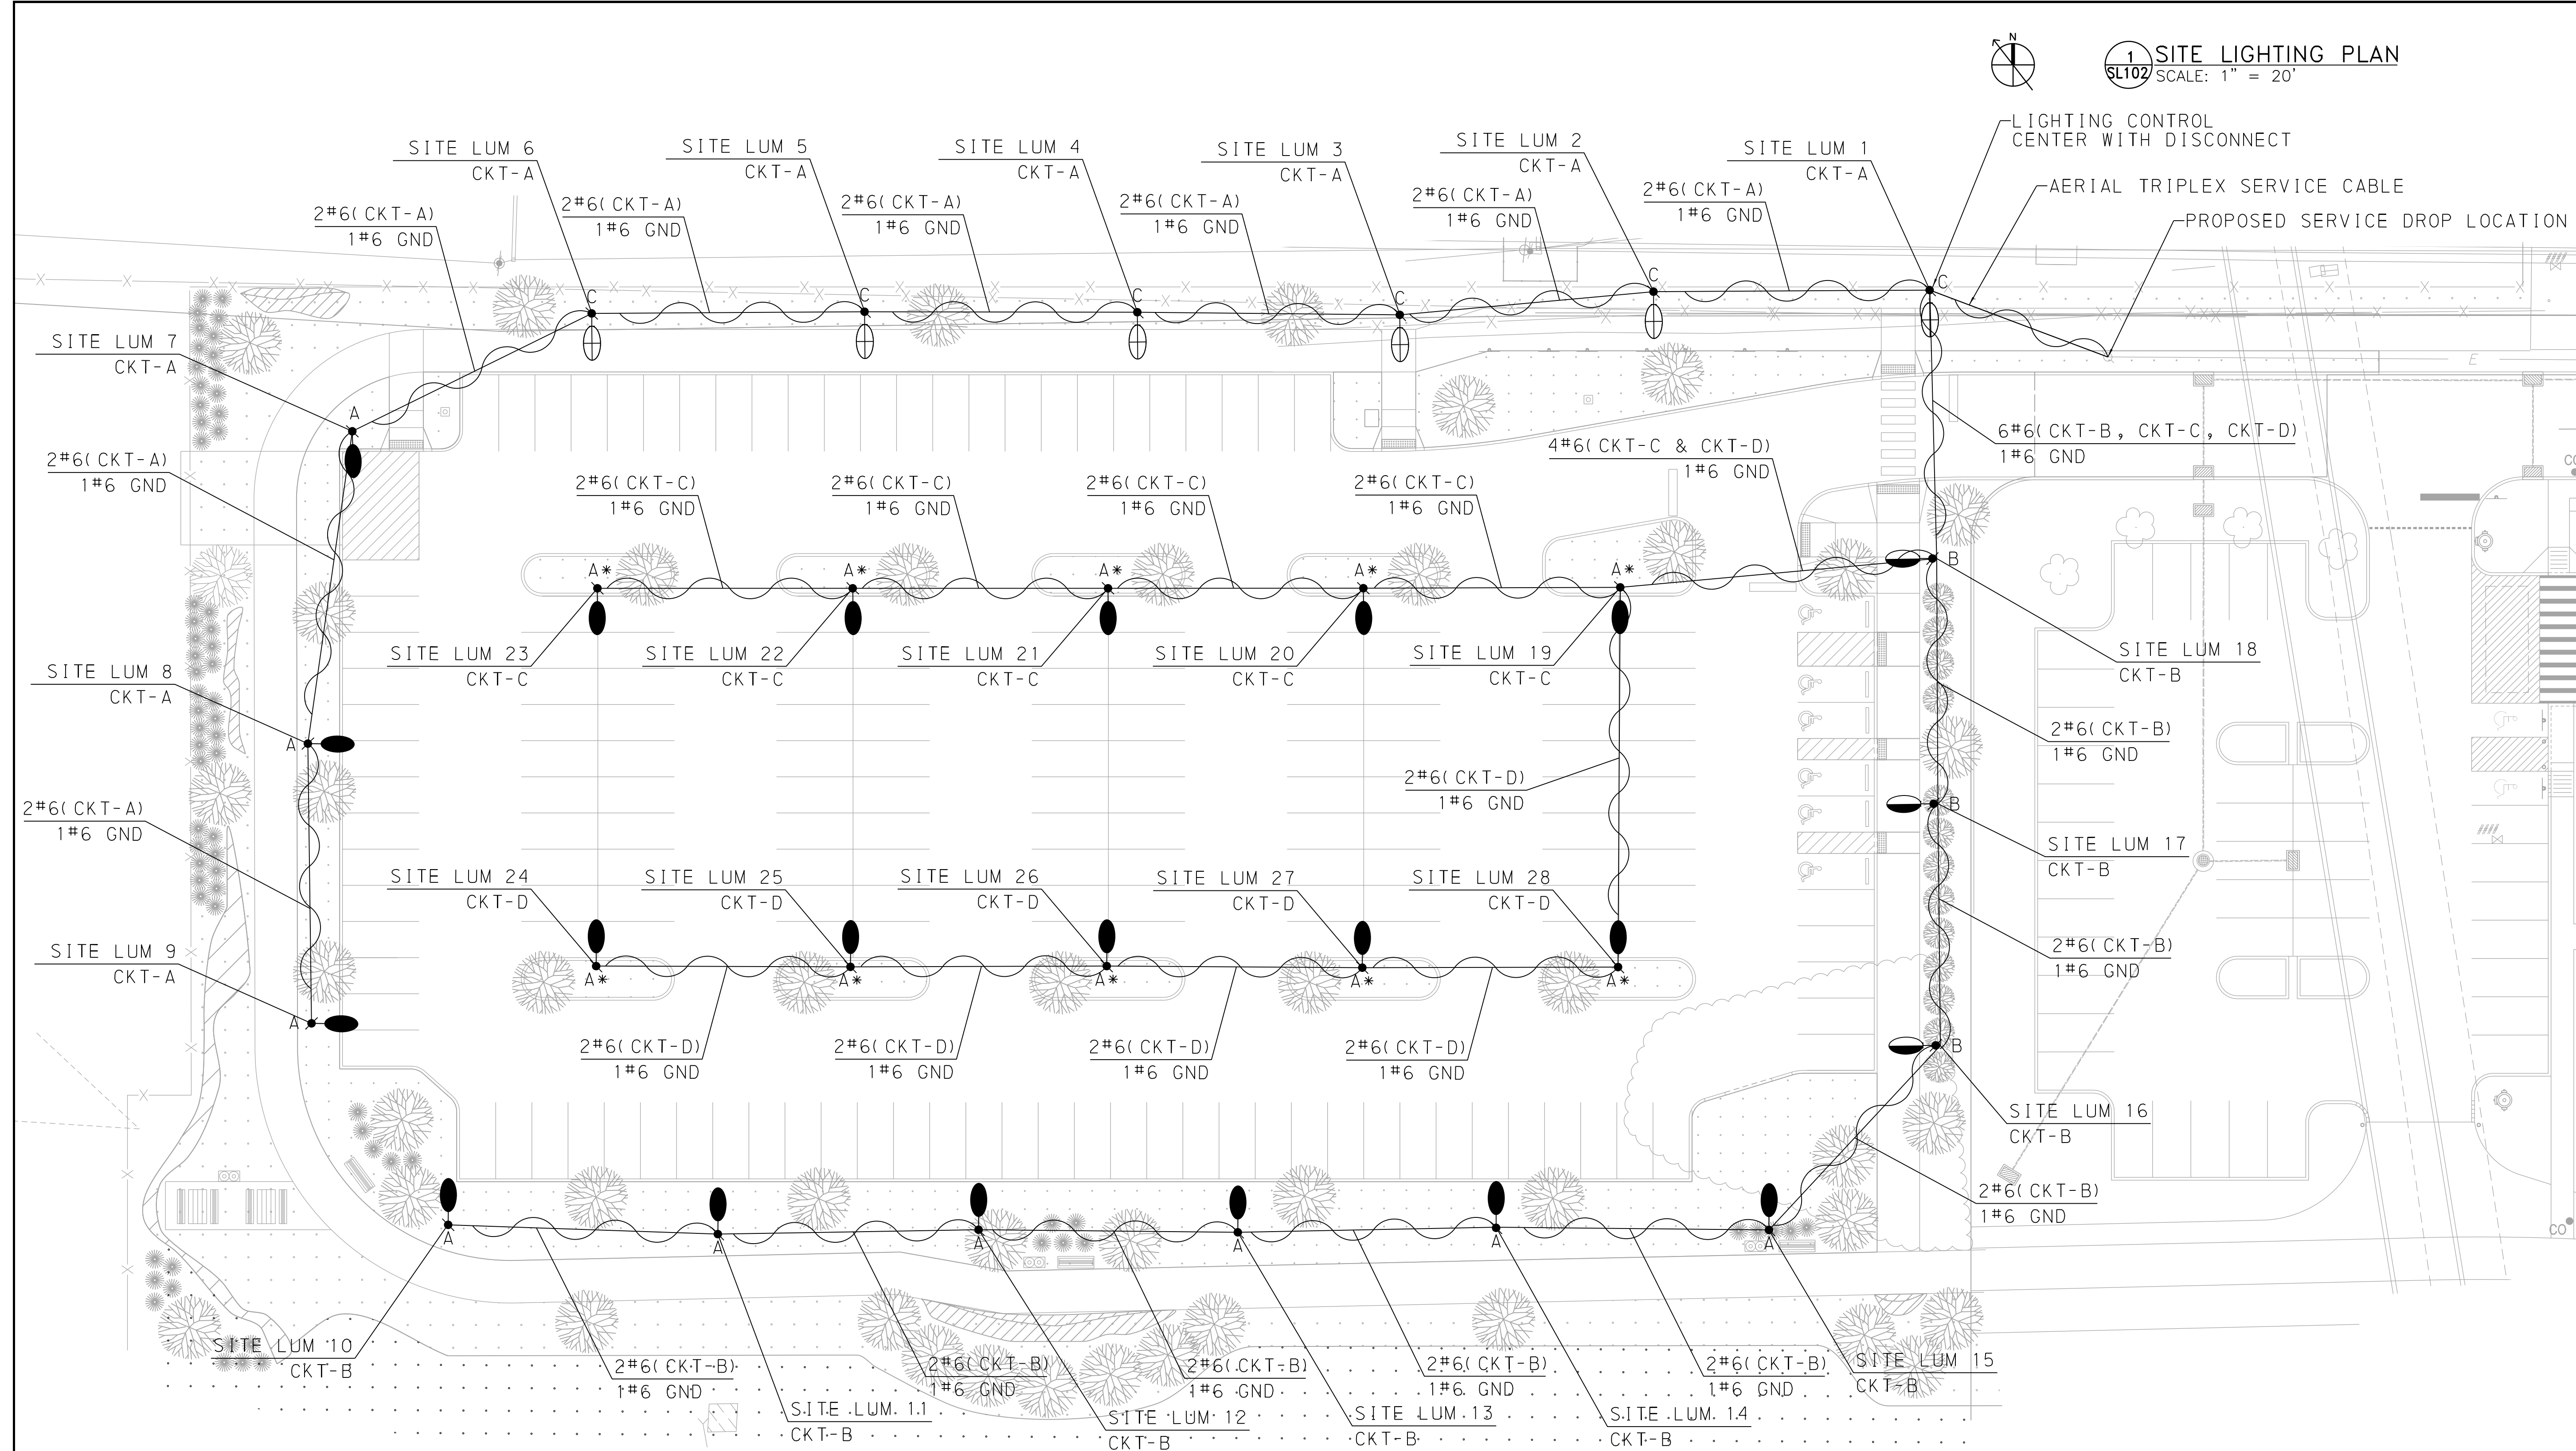 N
1
SL102
SITE LIGHTING PLAN
SCALE: 1" = 20'
LIGHTING CONTROL
CENTER WITH DISCONNECT
AERIAL TRIPLEX SERVICE CABLE
PROPOSED SERVICE DROP LOCATION
SITE LUM 6
CKT-A
SITE LUM 5
CKT-A
SITE LUM 4
CKT-A
SITE LUM 3
CKT-A
SITE LUM 2
CKT-A
SITE LUM 1
CKT-A
2#6(CKT-A)
1#6 GND
2#6(CKT-A)
1#6 GND
2#6(CKT-A)
1#6 GND
2#6(CKT-A)
1#6 GND
2#6(CKT-A)
1#6 GND
2#6(CKT-A)
1#6 GND
C
C
C
C
C
C
SITE LUM 7
CKT-A
A
E
6#6(CKT-B, CKT-C, CKT-D)
1#6 GND
CO
2#6(CKT-A)
1#6 GND
2#6(CKT-C)
1#6 GND
2#6(CKT-C)
1#6 GND
2#6(CKT-C)
1#6 GND
2#6(CKT-C)
1#6 GND
4#6(CKT-C & CKT-D)
1#6 GND
A*
A*
A*
A*
A*
B
SITE LUM 23
CKT-C
SITE LUM 22
CKT-C
SITE LUM 21
CKT-C
SITE LUM 20
CKT-C
SITE LUM 19
CKT-C
SITE LUM 18
CKT-B
SITE LUM 8
CKT-A
A
2#6(CKT-B)
1#6 GND
2#6(CKT-D)
1#6 GND
B
2#6(CKT-A)
1#6 GND
SITE LUM 17
CKT-B
SITE LUM 24
CKT-D
SITE LUM 25
CKT-D
SITE LUM 26
CKT-D
SITE LUM 27
CKT-D
SITE LUM 28
CKT-D
2#6(CKT-B)
1#6 GND
SITE LUM 9
CKT-A
A
A*
A*
A*
A*
A*
2#6(CKT-D)
1#6 GND
2#6(CKT-D)
1#6 GND
2#6(CKT-D)
1#6 GND
2#6(CKT-D)
1#6 GND
B
SITE LUM 16
CKT-B
2#6(CKT-B)
1#6 GND
CO
A
A
A
A
A
A
SITE LUM 10
CKT-B
2#6(CKT-B)
1#6 GND
2#6(CKT-B)
1#6 GND
2#6(CKT-B)
1#6 GND
2#6(CKT-B)
1#6 GND
2#6(CKT-B)
1#6 GND
SITE LUM 15
CKT-B
SITE LUM 11
CKT-B
SITE LUM 12
CKT-B
SITE LUM 13
CKT-B
SITE LUM 14
CKT-B